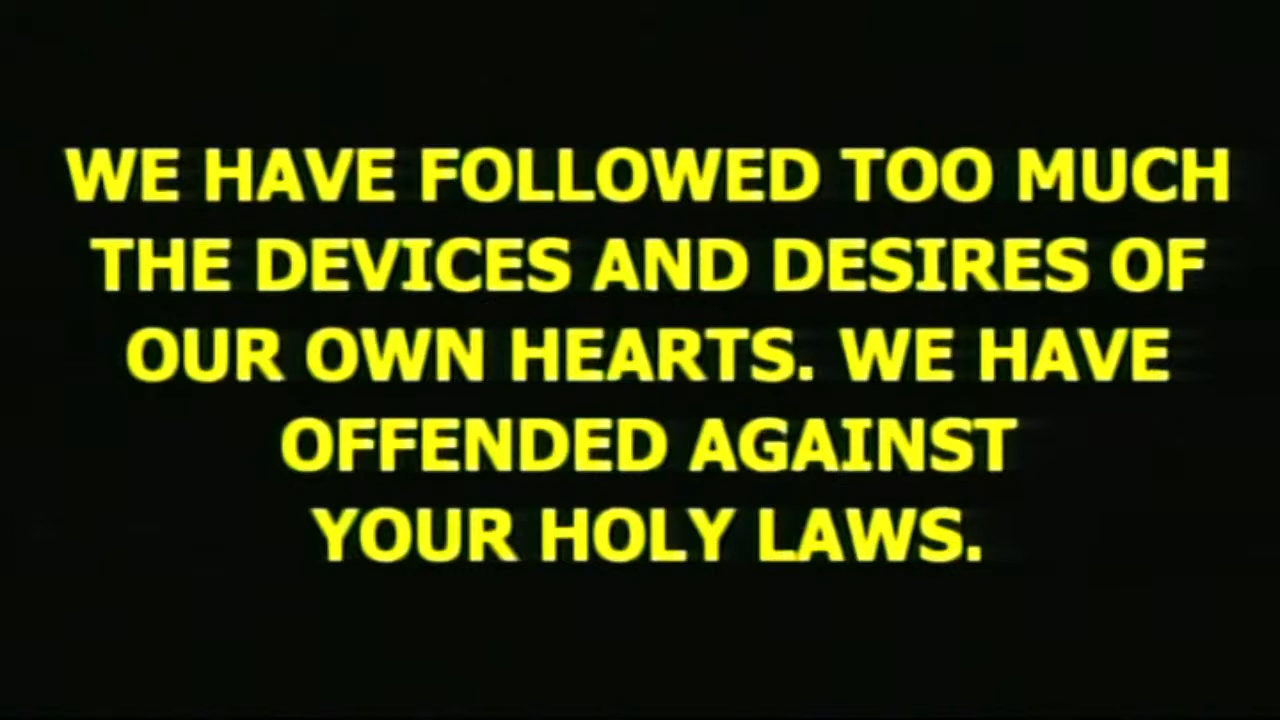 WE HAVE FOLLOWED TOO MUCH
THE DEVICES AND DESIRES OF
OUR OWN HEARTS. WE HAVE
OFFENDED AGAINST
YOUR HOLY LAWS.